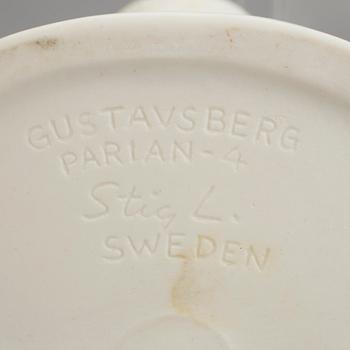 GUSTAVSBERG
PARIAN-4
Stig L.
SWEDEN